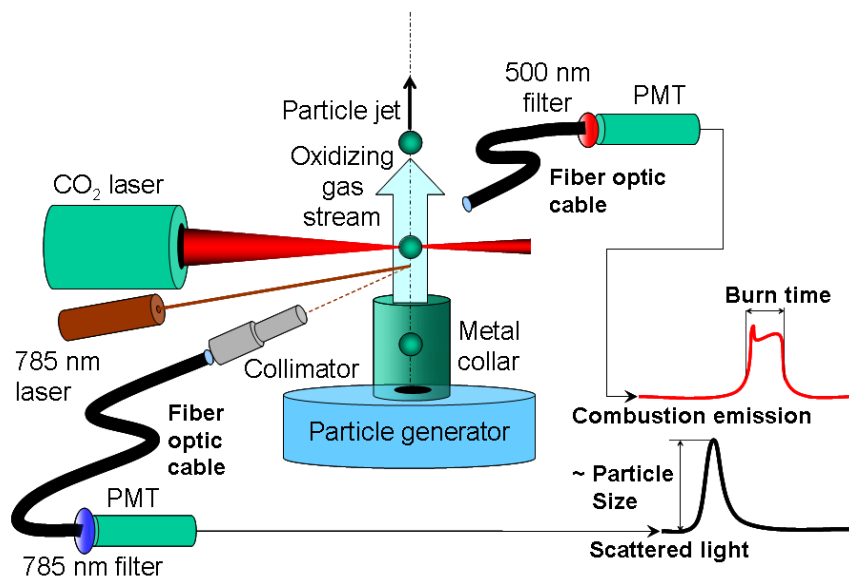 500 nm
filter
PMT
Particle jet
Oxidizing
gas
stream
Fiber optic
cable
CO₂ laser
Burn time
785 nm
laser
Collimator
Metal
collar
Combustion emission
Fiber
optic
cable
Particle generator
~ Particle
Size
PMT
785 nm filter
Scattered light